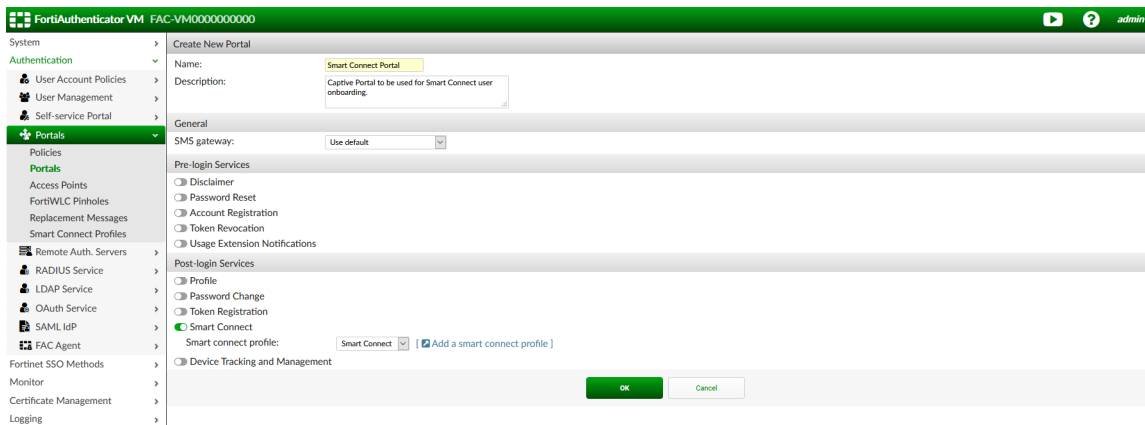 FortiAuthenticator VM FAC-VM0000000000 admin
System
Authentication
User Account Policies
User Management
Self-service Portal
Portals
Policies
Portals
Access Points
FortiWLC Pinholes
Replacement Messages
Smart Connect Profiles
Remote Auth. Servers
RADIUS Service
LDAP Service
OAuth Service
SAML IdP
FAC Agent
Fortinet SSO Methods
Monitor
Certificate Management
Logging
Create New Portal
Name: Smart Connect Portal
Description: Captive Portal to be used for Smart Connect user
onboarding.
General
SMS gateway: Use default
Pre-login Services
Disclaimer
Password Reset
Account Registration
Token Revocation
Usage Extension Notifications
Post-login Services
Profile
Password Change
Token Registration
Smart Connect
Smart connect profile: Smart Connect [ Add a smart connect profile ]
Device Tracking and Management
OK Cancel